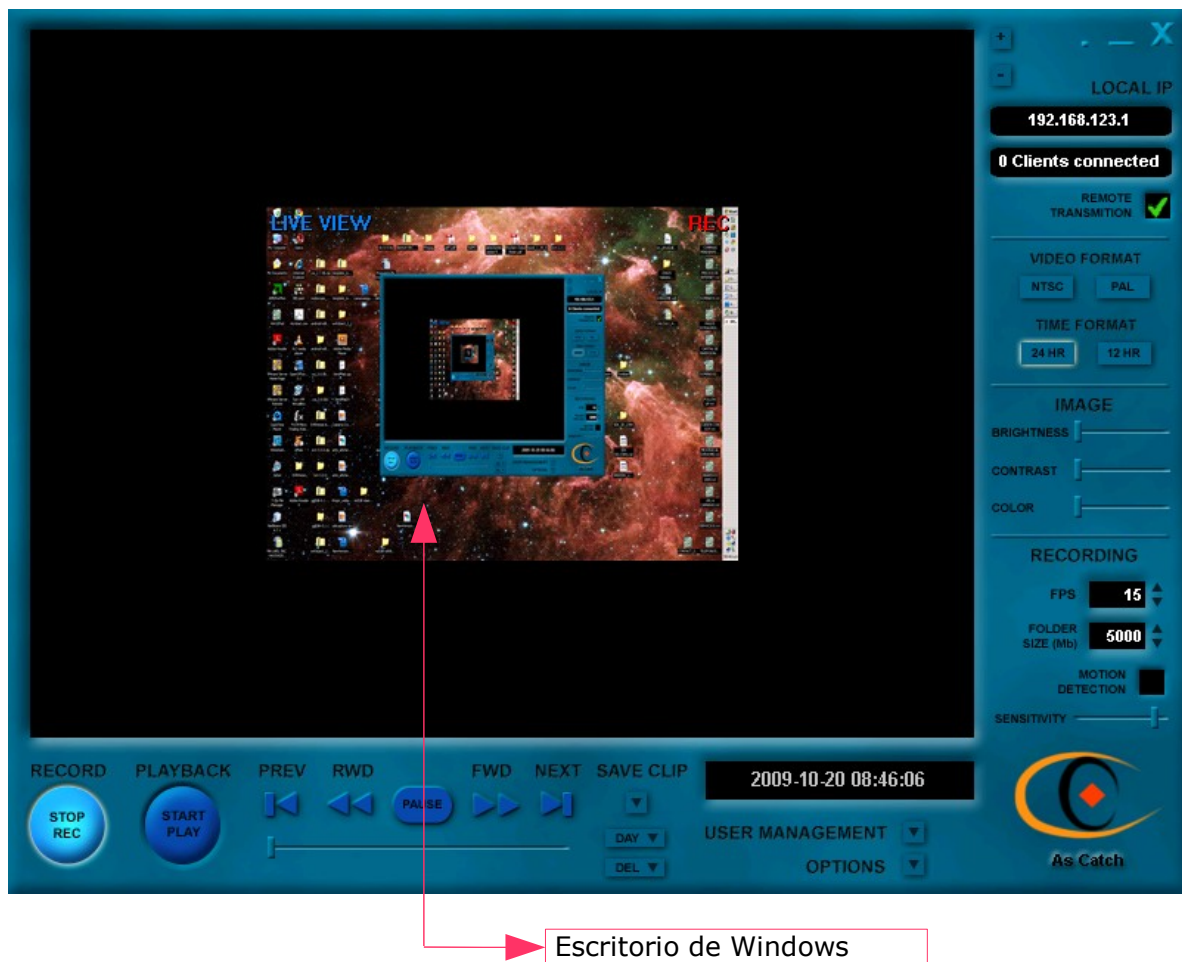 +
-
. _ X
LOCAL IP
192.168.123.1
0 Clients connected
REMOTE
TRANSMITION
VIDEO FORMAT
NTSC PAL
TIME FORMAT
24 HR 12 HR
IMAGE
BRIGHTNESS
CONTRAST
COLOR
RECORDING
FPS 15
FOLDER
SIZE (Mb) 5000
MOTION
DETECTION
SENSITIVITY
LIVE VIEW REC
RECORD PLAYBACK PREV RWD FWD NEXT SAVE CLIP
STOP
REC
START
PLAY
PAUSE
DAY
DEL
2009-10-20 08:46:06
USER MANAGEMENT
OPTIONS
As Catch
Escritorio de Windows